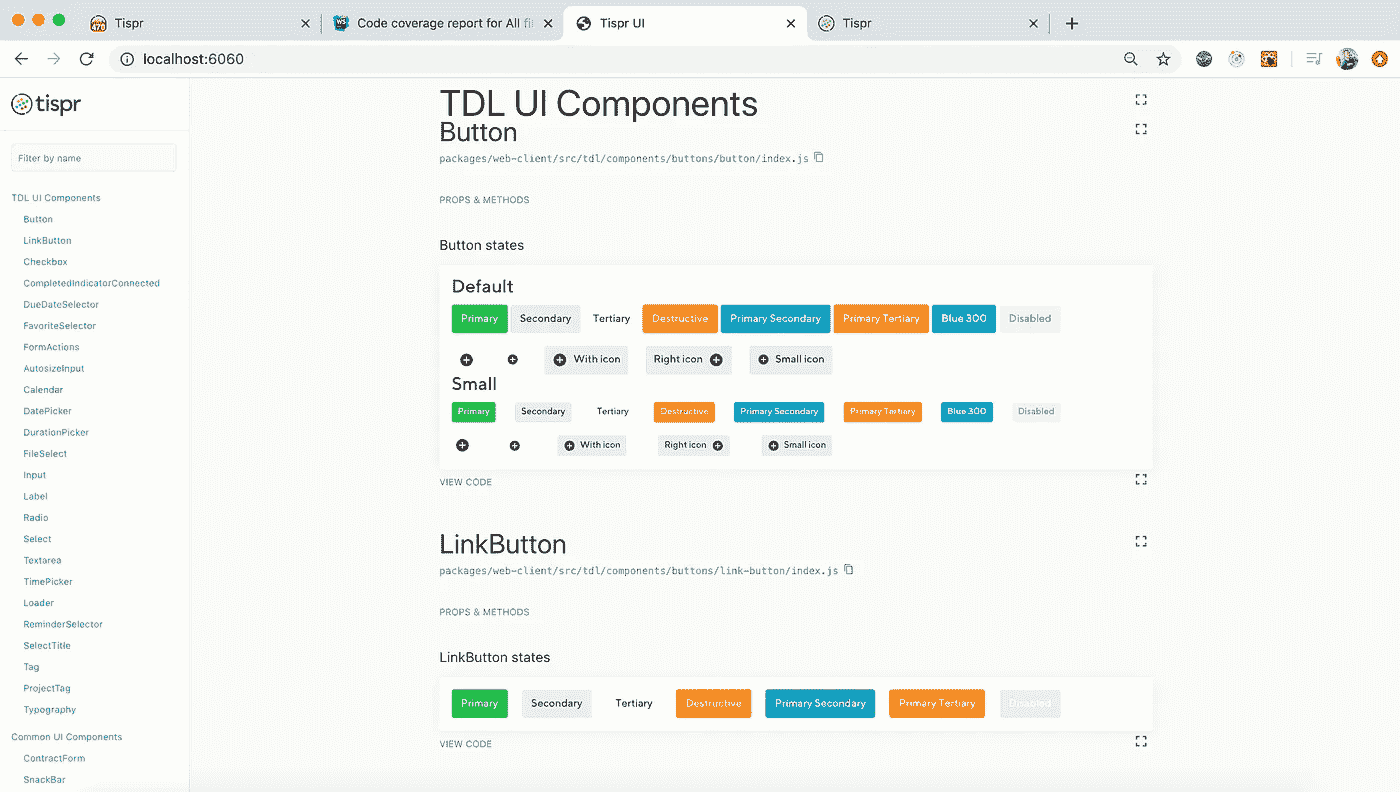 Tispr
Code coverage report for All fi
Tispr UI
Tispr
localhost:6060
tispr
Filter by name
TDL UI Components
Button
LinkButton
Checkbox
CompletedIndicatorConnected
DueDateSelector
FavoriteSelector
FormActions
AutosizeInput
Calendar
DatePicker
DurationPicker
FileSelect
Input
Label
Radio
Select
Textarea
TimePicker
Loader
ReminderSelector
SelectTitle
Tag
ProjectTag
Typography
Common UI Components
ContractForm
SnackBar
TDL UI Components
Button
packages/web-client/src/tdl/components/buttons/button/index.js
PROPS & METHODS
Button states
Default
Primary Secondary Tertiary Destructive Primary Secondary Primary Tertiary Blue 300 Disabled
With icon Right icon Small icon
Small
Primary Secondary Tertiary Destructive Primary Secondary Primary Tertiary Blue 300 Disabled
With icon Right icon Small icon
VIEW CODE
LinkButton
packages/web-client/src/tdl/components/buttons/link-button/index.js
PROPS & METHODS
LinkButton states
Primary Secondary Tertiary Destructive Primary Secondary Primary Tertiary Disabled
VIEW CODE